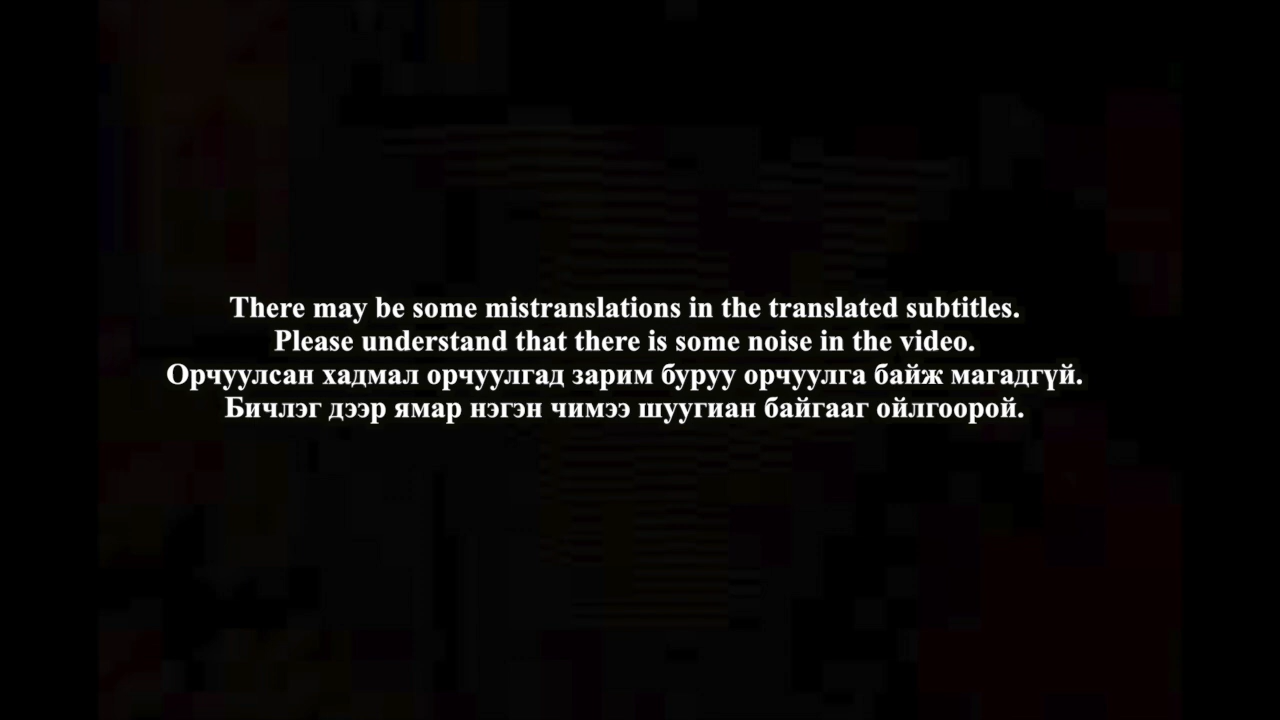 There may be some mistranslations in the translated subtitles.
Please understand that there is some noise in the video.
Орчуулсан хадмал орчуулгад зарим буруу орчуулга байж магадгүй.
Бичлэг дээр ямар нэгэн чимээ шуугиан байгааг ойлгоорой.